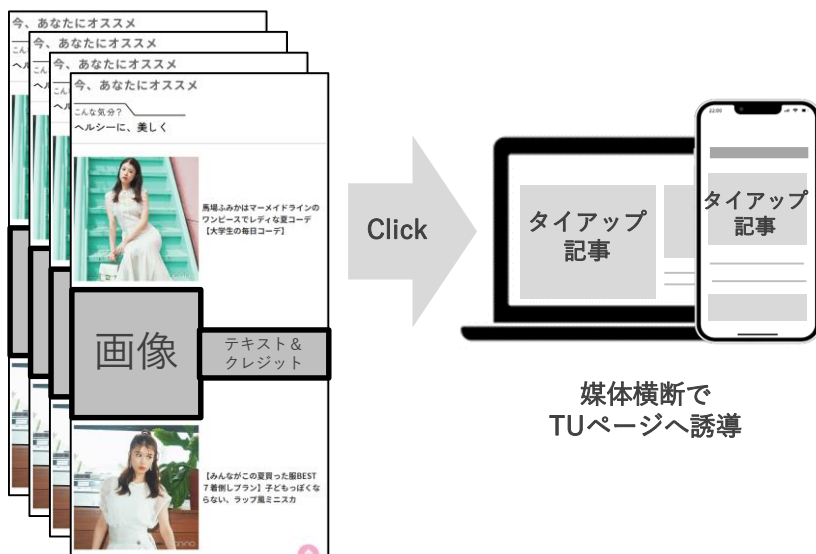 今、あなたにオススメ
今、あなたにオススメ
今、あなたにオススメ
今、あなたにオススメ
こんな気分?
ヘルシーに、美しく
馬場ふみかはマーメイドラインの
ワンピースでレディな夏コーデ
【大学生の毎日コーデ】
画像
テキスト&
クレジット
【みんながこの夏買った服BEST
7着倒しプラン】子どもっぽくな
らない、ラップ風ミニスカ
Click
タイアップ
記事
22:00
タイアップ
記事
媒体横断で
TUページへ誘導